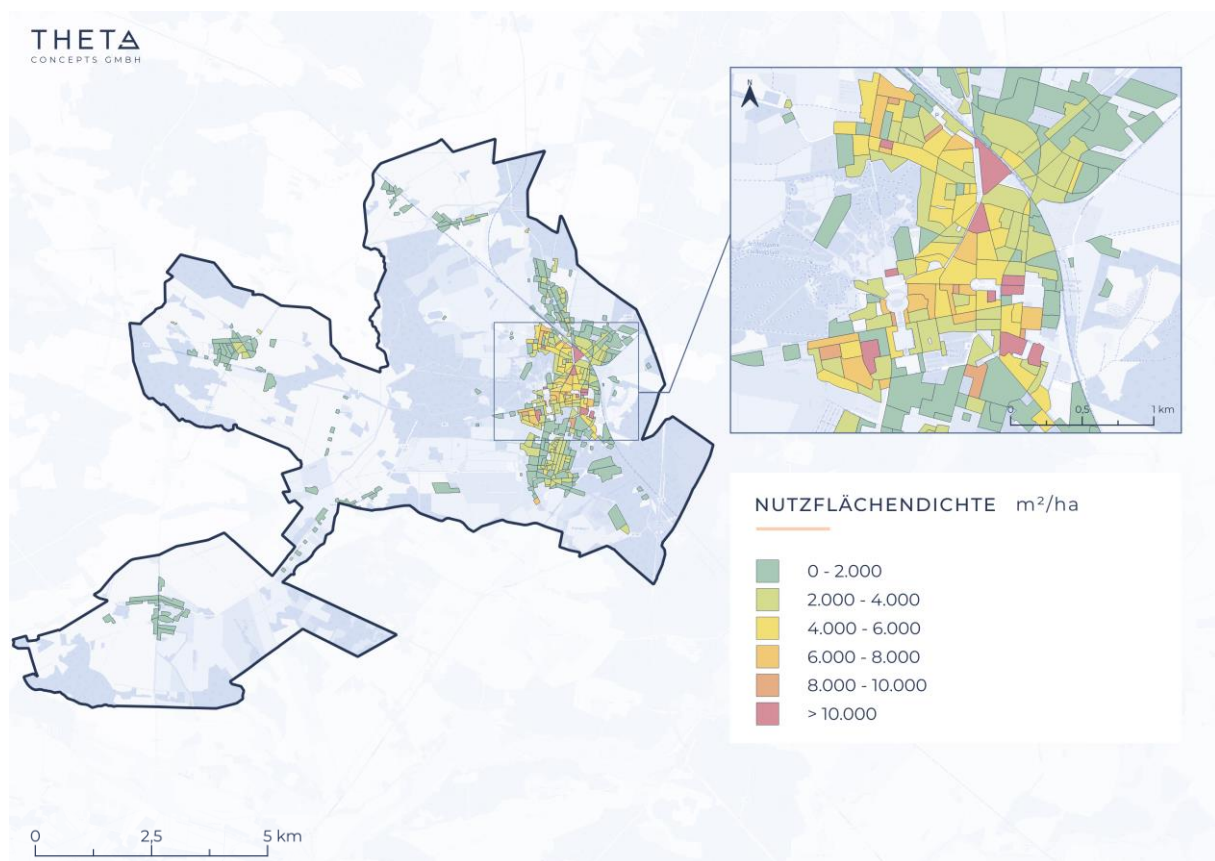 THETA
CONCEPTS GMBH
N
0 0,5 1 km
NUTZFLÄCHENDICHTE m²/ha
0 - 2.000
2.000 - 4.000
4.000 - 6.000
6.000 - 8.000
8.000 - 10.000
> 10.000
0 2,5 5 km